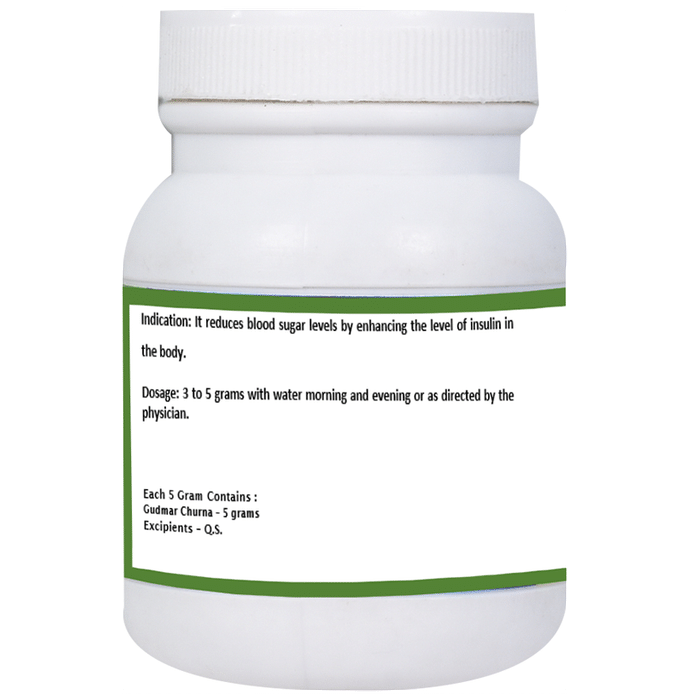 Indication: It reduces blood sugar levels by enhancing the level of insulin in
the body.
Dosage: 3 to 5 grams with water morning and evening or as directed by the
physician.
Each 5 Gram Contains :
Gudmar Churna - 5 grams
Excipients - Q.S.